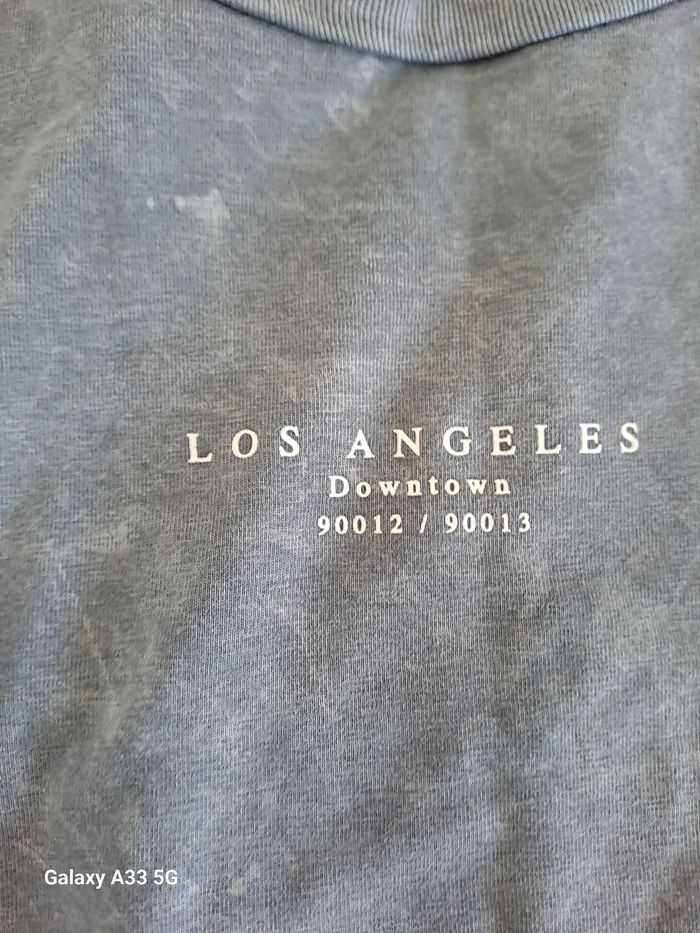 LOS ANGELES
Downtown
90012 / 90013
Galaxy A33 5G